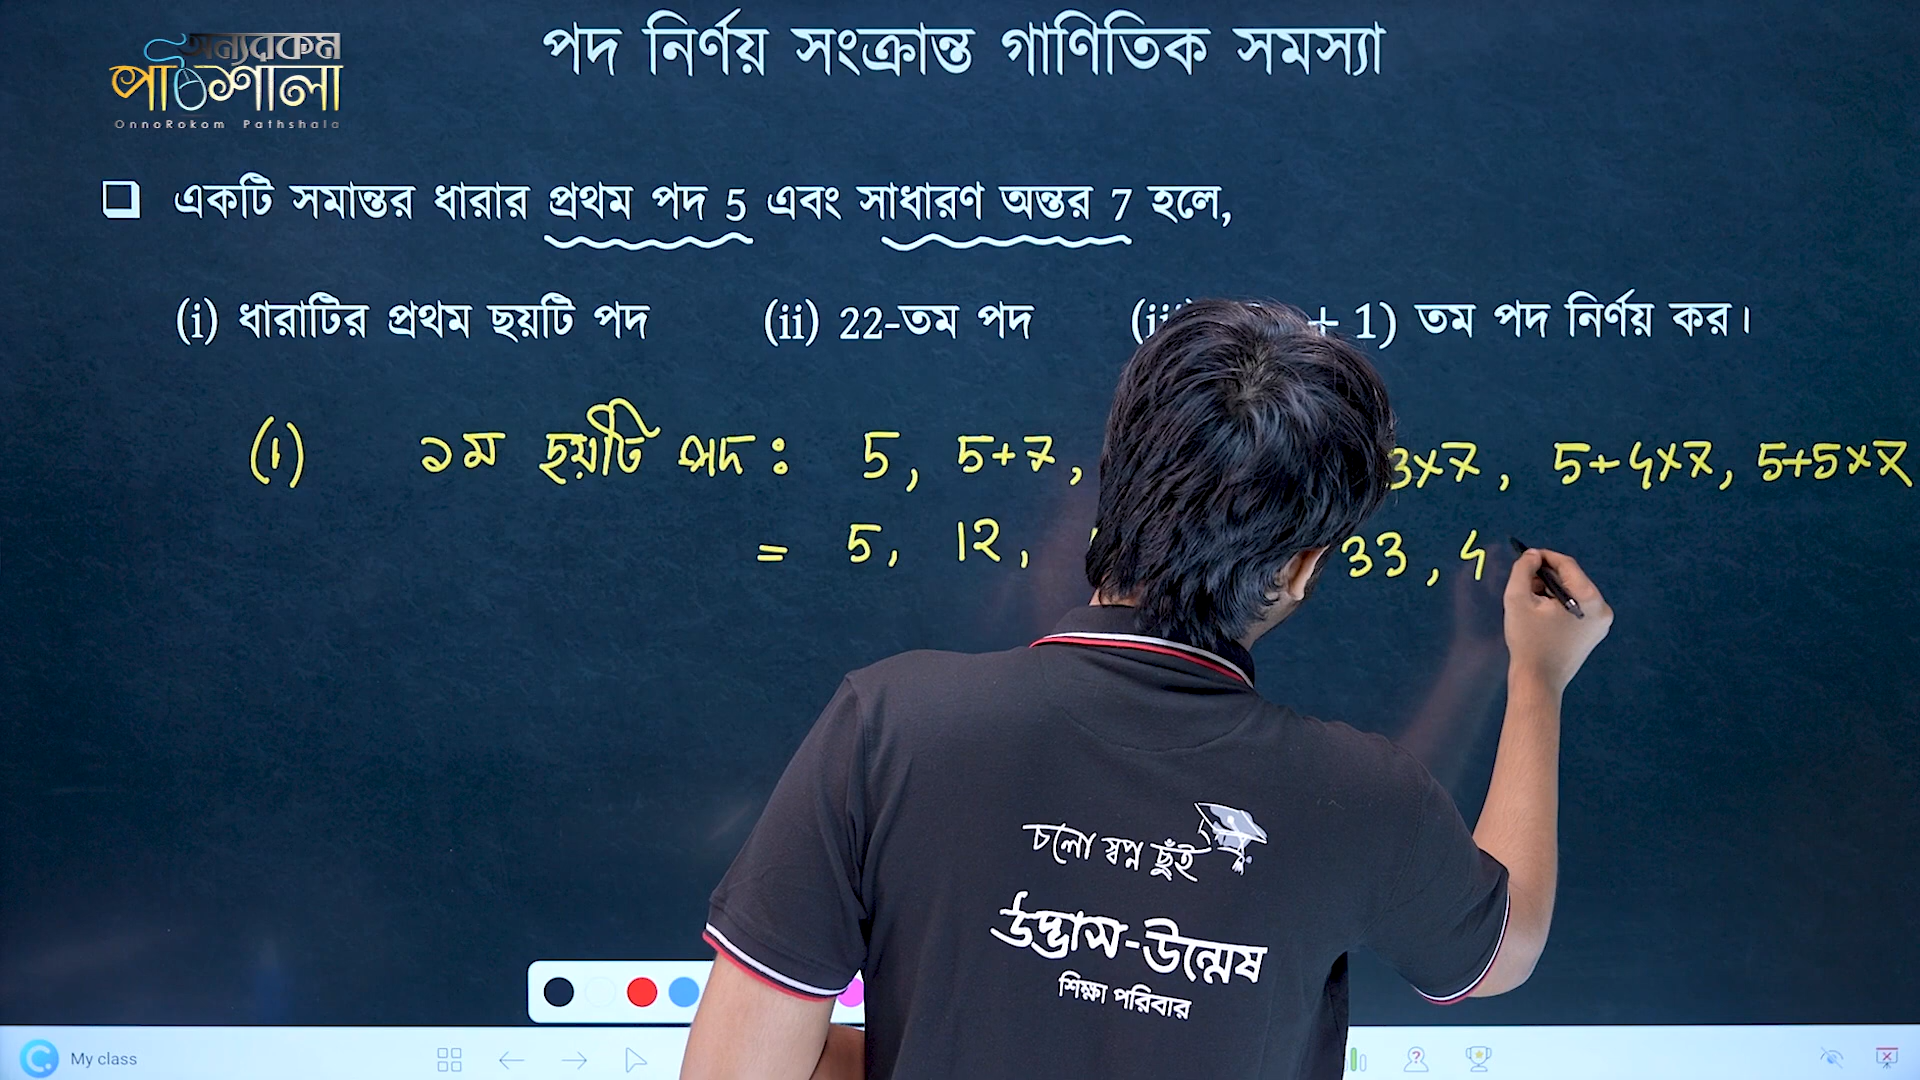 অন্যরকম
পাঠশালা
OnnoRokom Pathshala
পদ নির্ণয় সংক্রান্ত গাণিতিক সমস্যা
একটি সমান্তর ধারার প্রথম পদ 5 এবং সাধারণ অন্তর 7 হলে,
(i) ধারাটির প্রথম ছয়টি পদ (ii) 22-তম পদ + 1) তম পদ নির্ণয় কর।
(i) ১ম ছয়টি পদ : 5, 5+7, 3×7, 5+4×7, 5+5×7
= 5, 12, 33, 4
চলো স্বপ্ন ছুঁই
উদ্ভাস-উন্মেষ
শিক্ষা পরিবার
My class